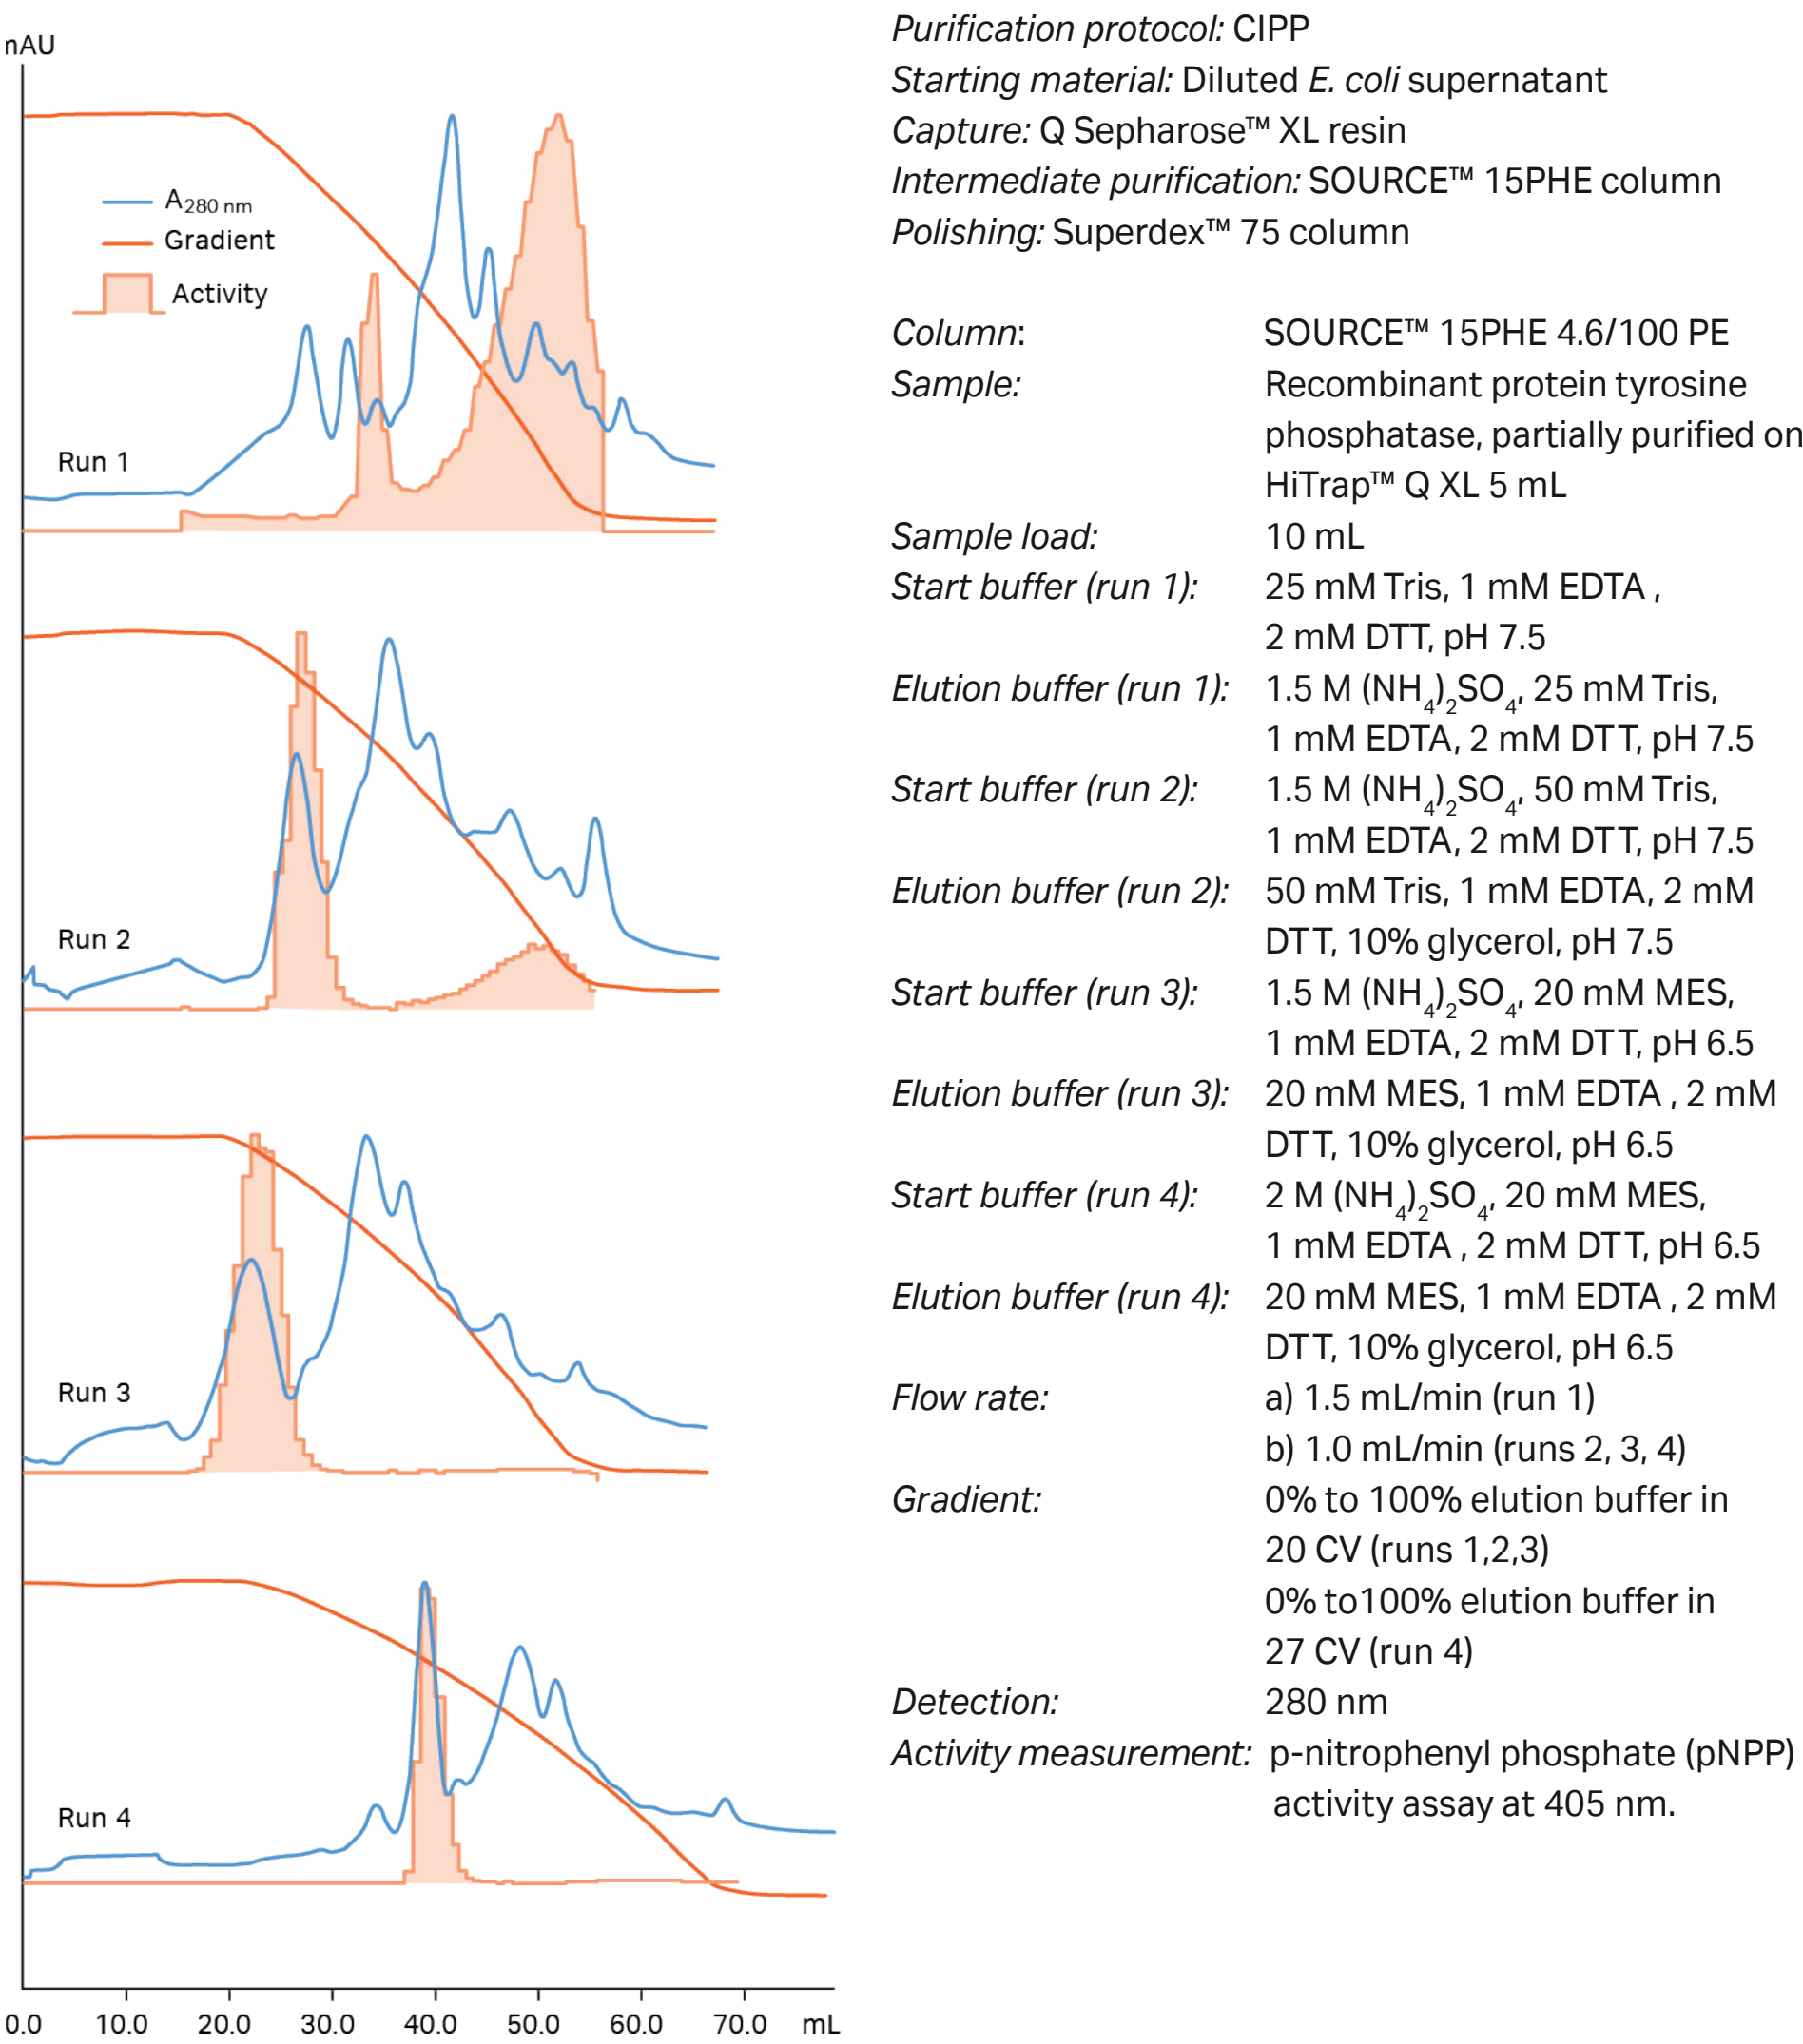 nAU
A280 nm
Gradient
Activity
Run 1
Run 2
Run 3
Run 4
0.0 10.0 20.0 30.0 40.0 50.0 60.0 70.0 mL
Purification protocol: CIPP
Starting material: Diluted E. coli supernatant
Capture: Q Sepharose™ XL resin
Intermediate purification: SOURCE™ 15PHE column
Polishing: Superdex™ 75 column
Column: SOURCE™ 15PHE 4.6/100 PE
Sample: Recombinant protein tyrosine
phosphatase, partially purified on
HiTrap™ Q XL 5 mL
Sample load: 10 mL
Start buffer (run 1): 25 mM Tris, 1 mM EDTA ,
2 mM DTT, pH 7.5
Elution buffer (run 1): 1.5 M (NH4)2SO4, 25 mM Tris,
1 mM EDTA, 2 mM DTT, pH 7.5
Start buffer (run 2): 1.5 M (NH4)2SO4, 50 mM Tris,
1 mM EDTA, 2 mM DTT, pH 7.5
Elution buffer (run 2): 50 mM Tris, 1 mM EDTA, 2 mM
DTT, 10% glycerol, pH 7.5
Start buffer (run 3): 1.5 M (NH4)2SO4, 20 mM MES,
1 mM EDTA, 2 mM DTT, pH 6.5
Elution buffer (run 3): 20 mM MES, 1 mM EDTA , 2 mM
DTT, 10% glycerol, pH 6.5
Start buffer (run 4): 2 M (NH4)2SO4, 20 mM MES,
1 mM EDTA , 2 mM DTT, pH 6.5
Elution buffer (run 4): 20 mM MES, 1 mM EDTA , 2 mM
DTT, 10% glycerol, pH 6.5
Flow rate: a) 1.5 mL/min (run 1)
b) 1.0 mL/min (runs 2, 3, 4)
Gradient: 0% to 100% elution buffer in
20 CV (runs 1,2,3)
0% to100% elution buffer in
27 CV (run 4)
Detection: 280 nm
Activity measurement: p-nitrophenyl phosphate (pNPP)
activity assay at 405 nm.